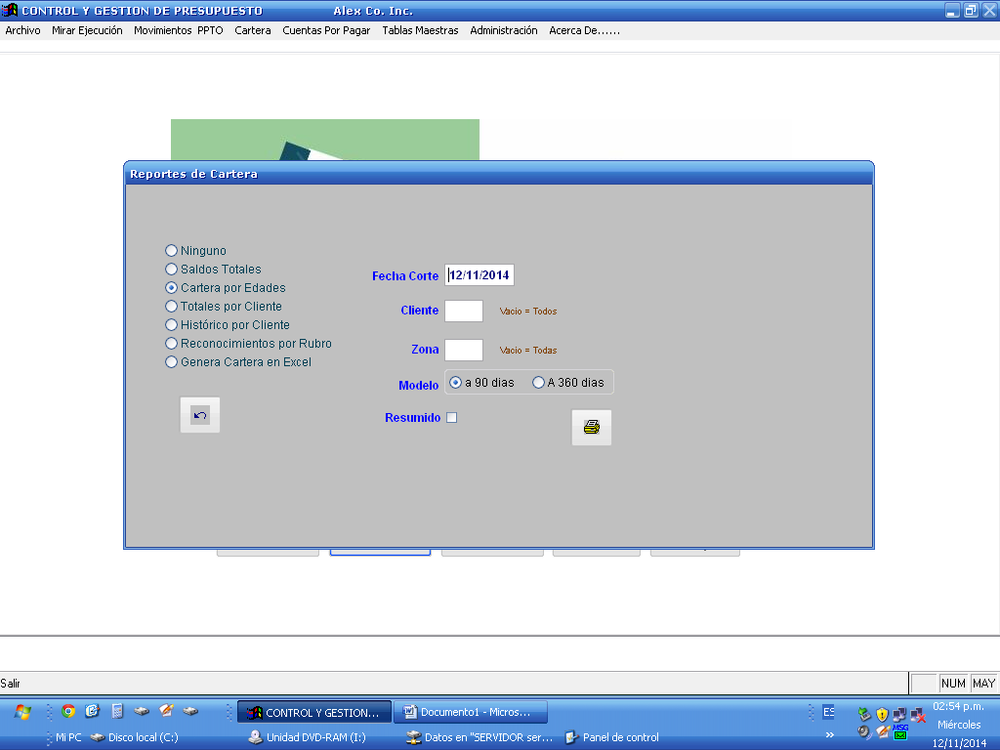 CONTROL Y GESTION DE PRESUPUESTO Alex Co. Inc.
Archivo Mirar Ejecución Movimientos PPTO Cartera Cuentas Por Pagar Tablas Maestras Administración Acerca De......
Reportes de Cartera
Ninguno
Saldos Totales
Cartera por Edades
Totales por Cliente
Histórico por Cliente
Reconocimientos por Rubro
Genera Cartera en Excel
Fecha Corte 12/11/2014
Cliente Vacio = Todos
Zona Vacio = Todas
Modelo a 90 dias A 360 dias
Resumido
Salir NUM MAY
CONTROL Y GESTION... Documento1 - Micros... ES
Mi PC Disco local (C:) Unidad DVD-RAM (I:) Datos en "SERVIDOR ser... Panel de control » MSG
02:54 p.m.
Miércoles
12/11/2014